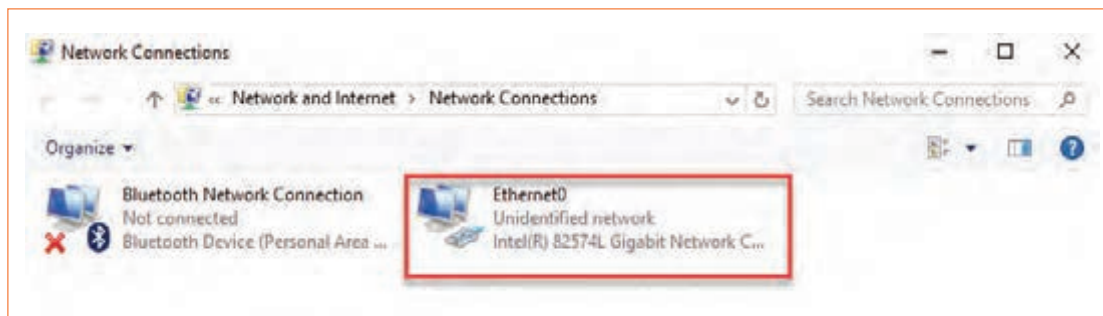 Network Connections
« Network and Internet > Network Connections
Search Network Connections
Organize
Bluetooth Network Connection
Not connected
Bluetooth Device (Personal Area ...
Ethernet0
Unidentified network
Intel(R) 82574L Gigabit Network C...